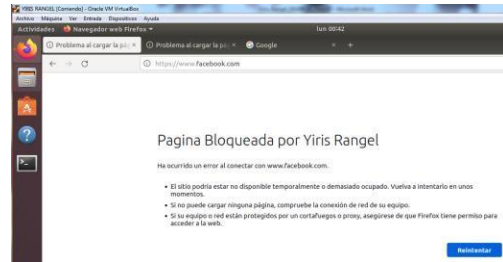 YIRIS RANGEL [Corriendo] - Oracle VM VirtualBox
Archivo Máquina Ver Entrada Dispositivos Ayuda
Actividades Navegador web Firefox lun 00:42
Problema al cargar la pág × Problema al cargar la pág × Google × +
https://www.facebook.com
Pagina Bloqueada por Yiris Rangel
Ha ocurrido un error al conectar con www.facebook.com.
• El sitio podría estar no disponible temporalmente o demasiado ocupado. Vuelva a intentarlo en unos
momentos.
• Si no puede cargar ninguna página, compruebe la conexión de red de su equipo.
• Si su equipo o red están protegidos por un cortafuegos o proxy, asegúrese de que Firefox tiene permiso para
acceder a la web.
Reintentar